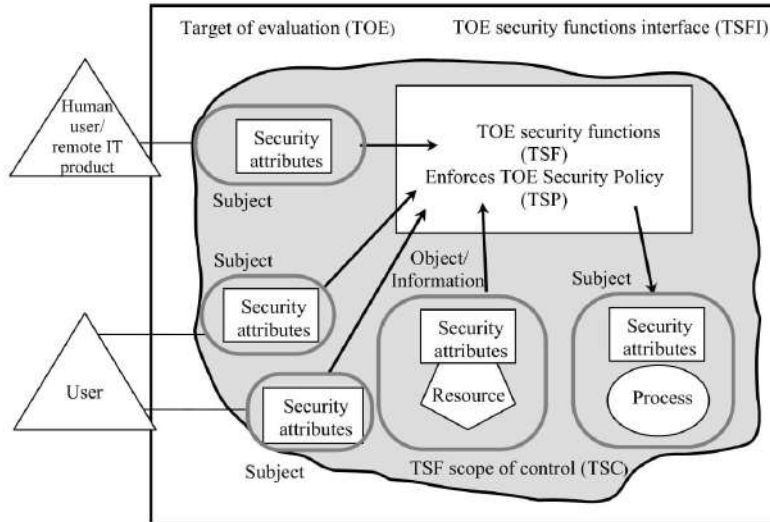 Target of evaluation (TOE)
TOE security functions interface (TSFI)
Human
user/
remote IT
product
Security
attributes
Subject
TOE security functions
(TSF)
Enforces TOE Security Policy
(TSP)
Subject
Security
attributes
Object/
Information
Security
attributes
Resource
Subject
Security
attributes
Process
User
Security
attributes
Subject
TSF scope of control (TSC)